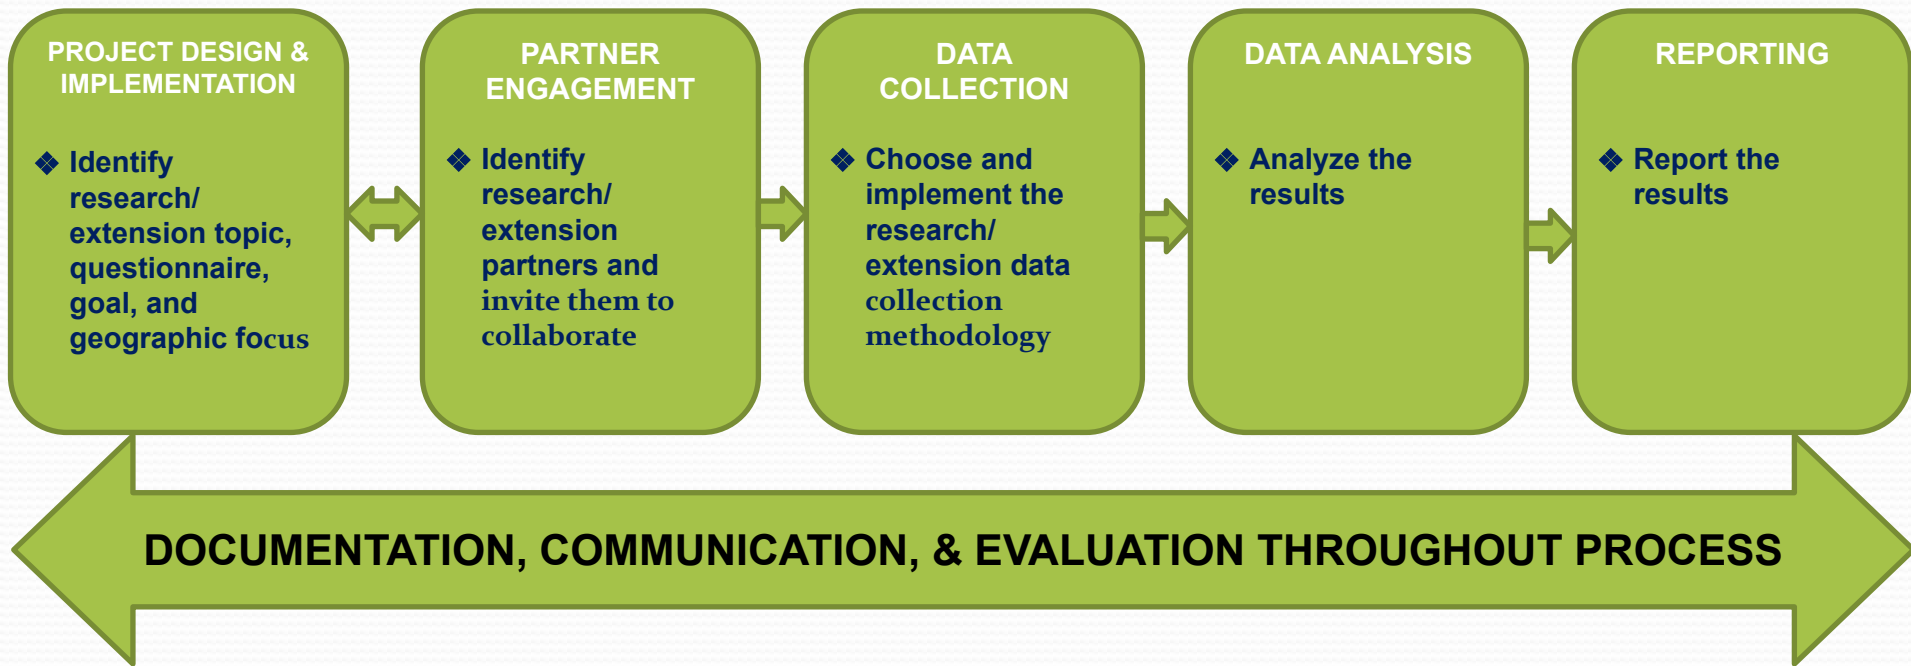 PROJECT DESIGN &
IMPLEMENTATION
❖ Identify
research/
extension topic,
questionnaire,
goal, and
geographic focus
PARTNER
ENGAGEMENT
❖ Identify
research/
extension
partners and
invite them to
collaborate
DATA
COLLECTION
❖ Choose and
implement the
research/
extension data
collection
methodology
DATA ANALYSIS
❖ Analyze the
results
REPORTING
❖ Report the
results
DOCUMENTATION, COMMUNICATION, & EVALUATION THROUGHOUT PROCESS